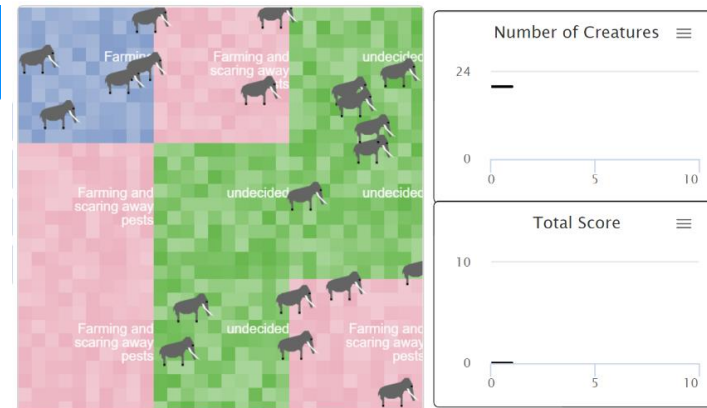 Farming
Farming and
scaring away
undecided
Farming and
scaring away
pests
undecided
undecided
Farming and
scaring away
pests
undecided
Farming and
scaring away
pests
Number of Creatures
24
0
0
5
10
Total Score
10
0
0
5
10